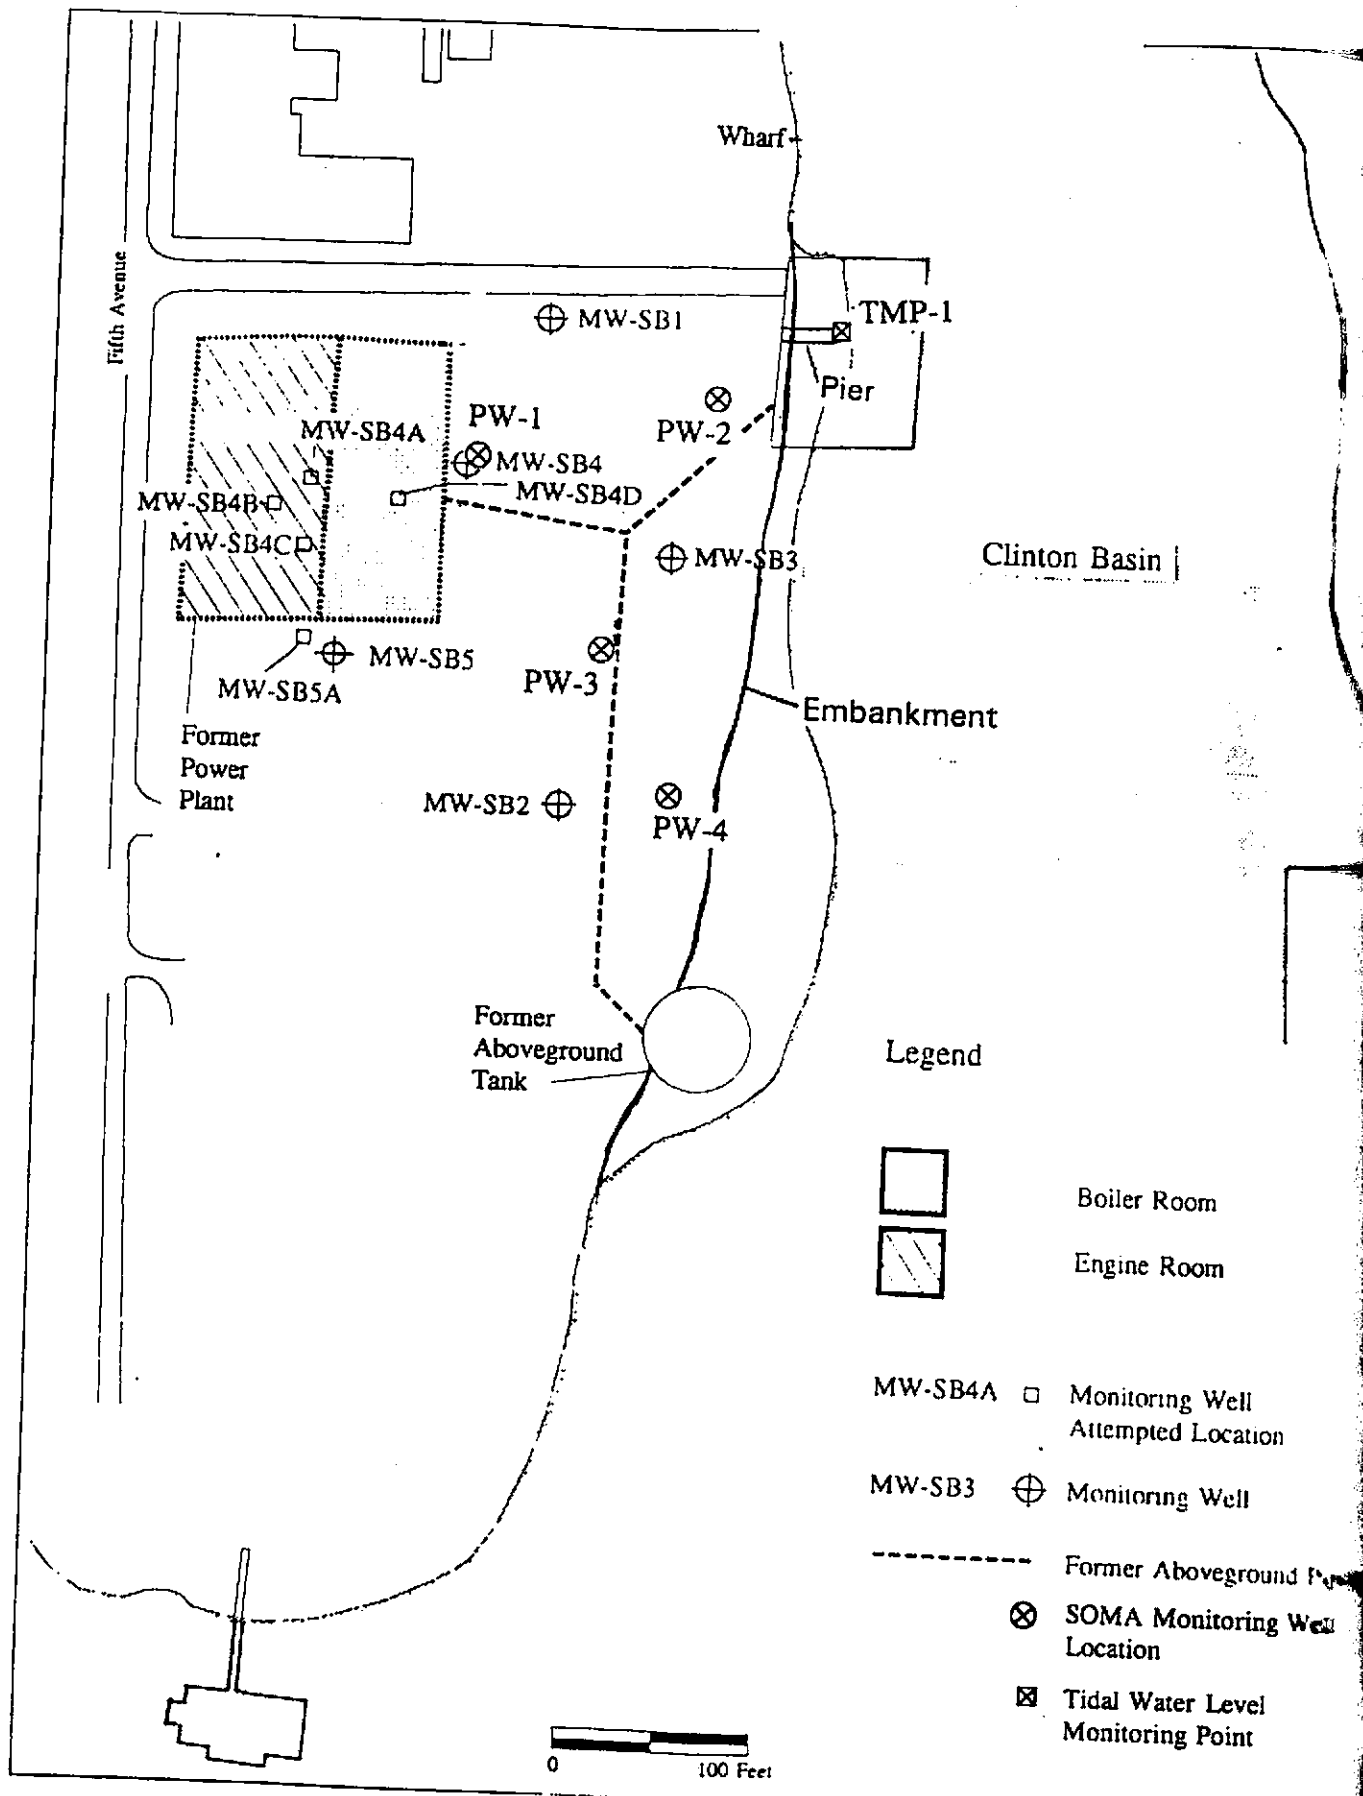 Wharf
Fifth Avenue
MW-SB1
TMP-1
Pier
PW-1
PW-2
MW-SB4A
MW-SB4
MW-SB4D
MW-SB4B
MW-SB4C
MW-SB3
Clinton Basin
MW-SB5
MW-SB5A
PW-3
Embankment
Former
Power
Plant
MW-SB2
PW-4
Former
Aboveground
Tank
Legend
Boiler Room
Engine Room
MW-SB4A Monitoring Well
Attempted Location
MW-SB3 Monitoring Well
Former Aboveground
SOMA Monitoring Well
Location
Tidal Water Level
Monitoring Point
0 100 Feet